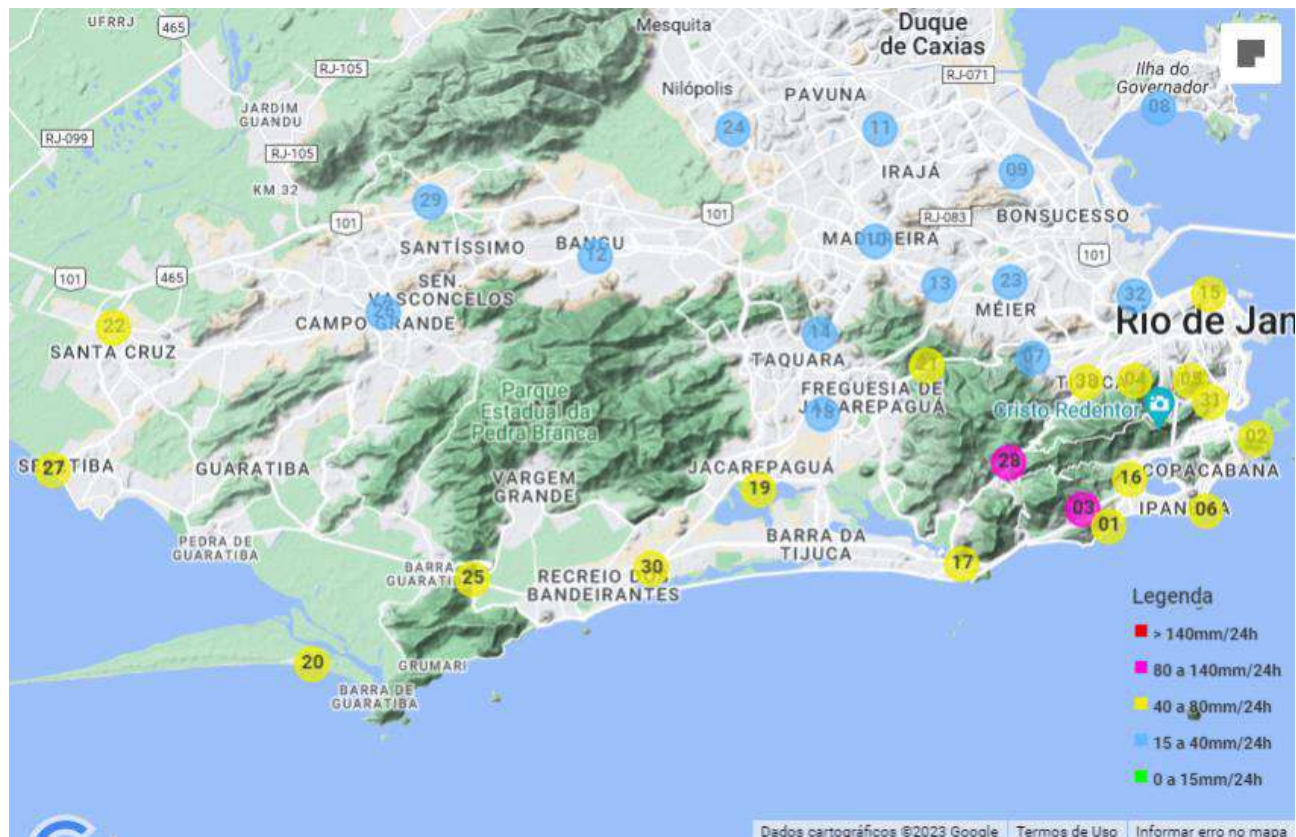 UFRRJ
465
Mesquita
Duque
de Caxias
RJ-105
RJ-071
Ilha do
Governador
Nilópolis
PAVUNA
JARDIM
GUANDU
08
24
11
RJ-099
RJ-105
IRAJÁ
09
KM 32
29
101
101
RJ-083
BONSUCESSO
SANTÍSSIMO
BANGU
12
MADUREIRA
10
101
101
465
SEN.
VASCONCELOS
13
23
32
15
CAMPO GRANDE
MÉIER
22
SANTA CRUZ
14
Rio de Jan
TAQUARA
07
21
FREGUESIA DE
JACAREPAGUÁ
04
05
31
Parque
Estadual da
Pedra Branca
18
Cristo Redentor
02
27
GUARATIBA
28
COPACABANA
JACAREPAGUÁ
19
16
VARGEM
GRANDE
03
01
IPANEMA
06
PEDRA DE
GUARATIBA
BARRA DA
TIJUCA
17
BARRA
GUARATI
25
RECREIO DOS
BANDEIRANTES
30
20
GRUMARI
BARRA DE
GUARATIBA
Legenda
> 140mm/24h
80 a 140mm/24h
40 a 80mm/24h
15 a 40mm/24h
0 a 15mm/24h
Dados cartográficos ©2023 Google
Termos de Uso
Informar erro no mapa